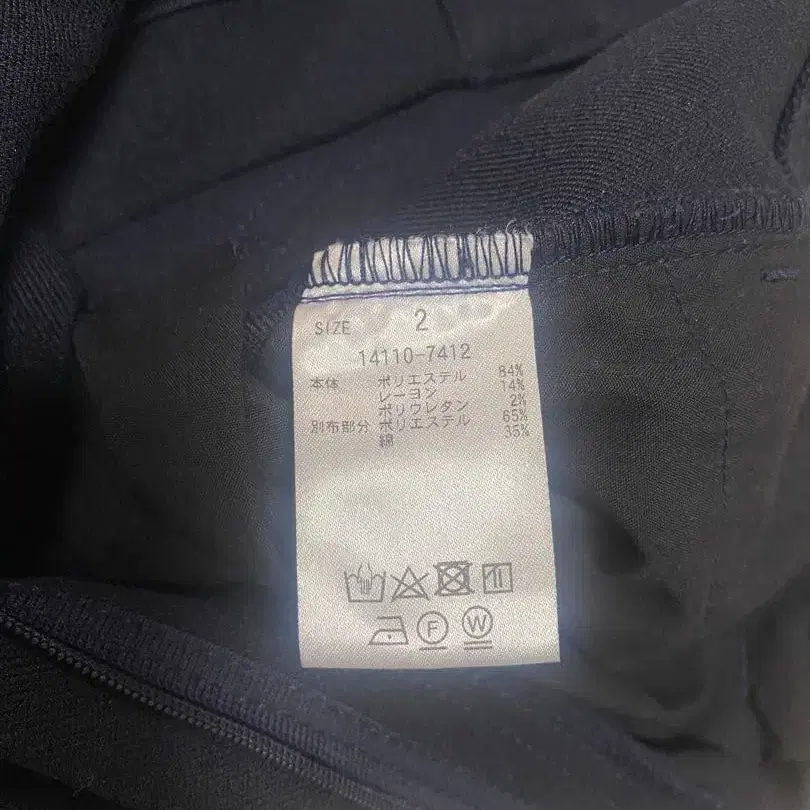 SIZE 2
14110-7412
本体 ポリエステル 84%
レーヨン 14%
ポリウレタン 2%
別布部分 ポリエステル 65%
綿 35%
F W